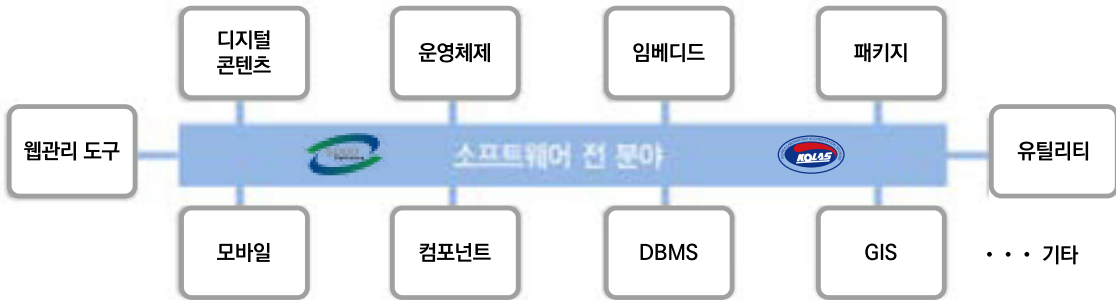 디지털
콘텐츠
운영체제
임베디드
패키지
웹관리 도구
소프트웨어 전 분야
KOLAS
유틸리티
모바일
컴포넌트
DBMS
GIS
· · · 기타